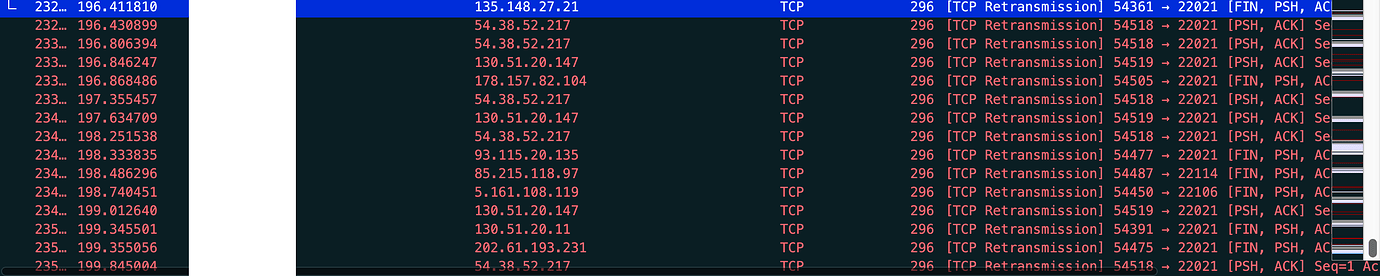 232… 196.411810 135.148.27.21 TCP 296 [TCP Retransmission] 54361 → 22021 [FIN, PSH, AC
232… 196.430899 54.38.52.217 TCP 296 [TCP Retransmission] 54518 → 22021 [PSH, ACK] Se
233… 196.806394 54.38.52.217 TCP 296 [TCP Retransmission] 54518 → 22021 [PSH, ACK] Se
233… 196.846247 130.51.20.147 TCP 296 [TCP Retransmission] 54519 → 22021 [PSH, ACK] Se
233… 196.868486 178.157.82.104 TCP 296 [TCP Retransmission] 54505 → 22021 [FIN, PSH, AC
233… 197.355457 54.38.52.217 TCP 296 [TCP Retransmission] 54518 → 22021 [PSH, ACK] Se
234… 197.634709 130.51.20.147 TCP 296 [TCP Retransmission] 54519 → 22021 [PSH, ACK] Se
234… 198.251538 54.38.52.217 TCP 296 [TCP Retransmission] 54518 → 22021 [PSH, ACK] Se
234… 198.333835 93.115.20.135 TCP 296 [TCP Retransmission] 54477 → 22021 [FIN, PSH, AC
234… 198.486296 85.215.118.97 TCP 296 [TCP Retransmission] 54487 → 22114 [FIN, PSH, AC
234… 198.740451 5.161.108.119 TCP 296 [TCP Retransmission] 54450 → 22106 [FIN, PSH, AC
234… 199.012640 130.51.20.147 TCP 296 [TCP Retransmission] 54519 → 22021 [PSH, ACK] Se
235… 199.345501 130.51.20.11 TCP 296 [TCP Retransmission] 54391 → 22021 [FIN, PSH, AC
235… 199.355056 202.61.193.231 TCP 296 [TCP Retransmission] 54475 → 22021 [FIN, PSH, AC
235… 199.845004 54.38.52.217 TCP 296 [TCP Retransmission] 54518 → 22021 [PSH, ACK] Seq=1 Ac